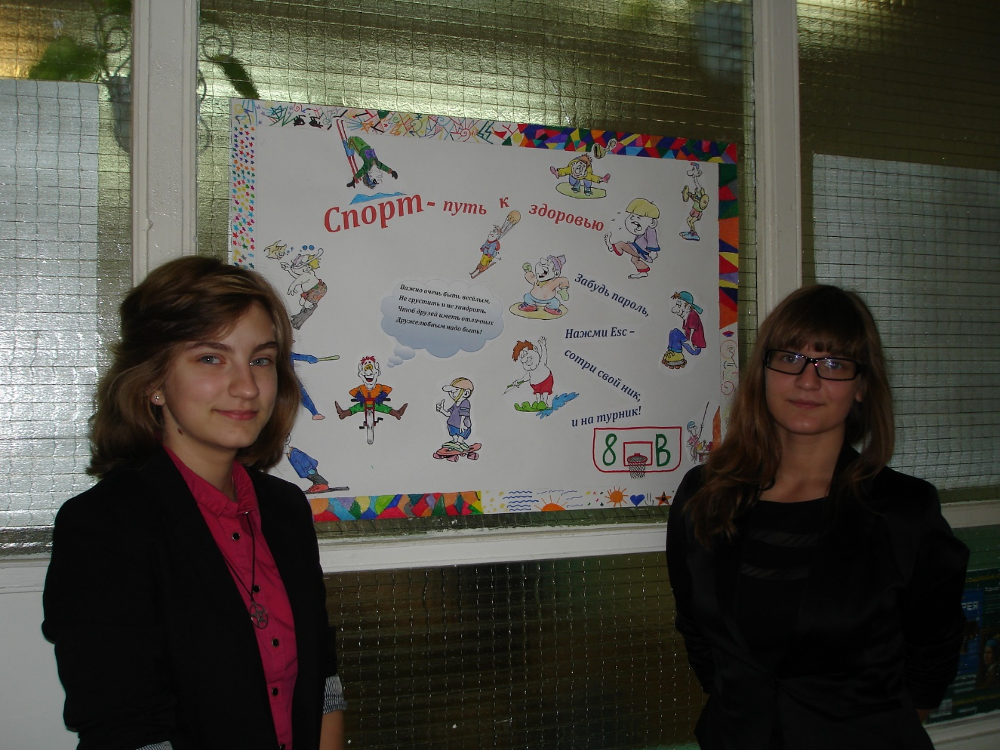 Спорт - путь к здоровью
Важно очень быть весёлым,
Не грустить и не хандрить.
Чтоб друзей иметь отличных
Дружелюбным надо быть!
Забудь пароль,
Нажми Esc –
сотри свой ник,
и на турник!
8 В
PER